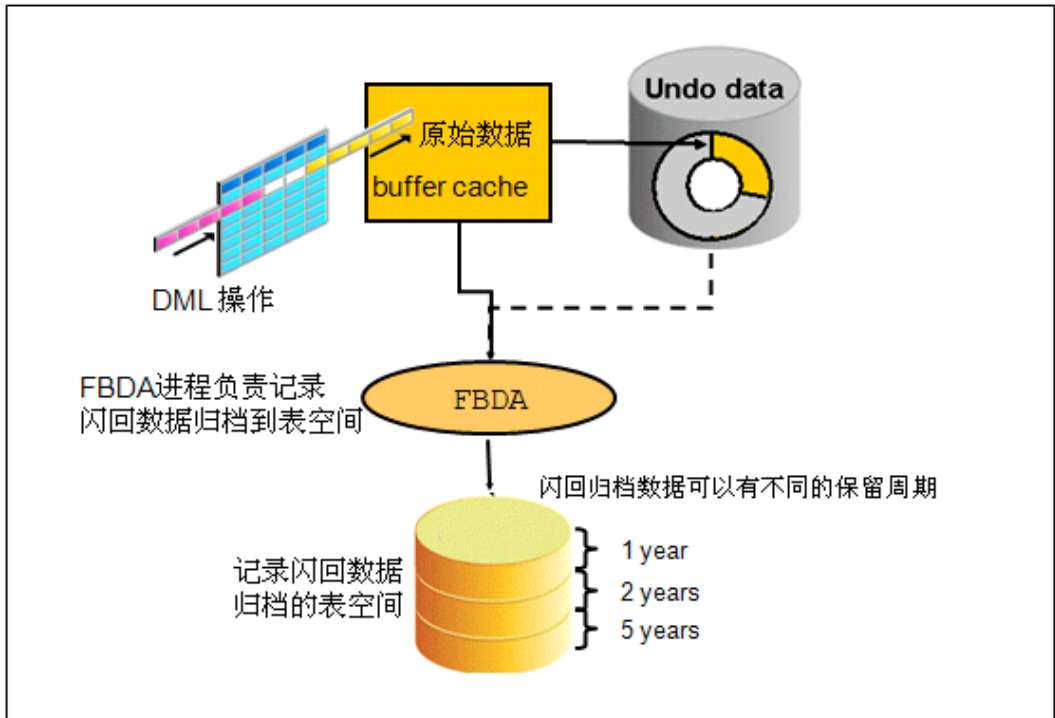 Undo data
原始数据
buffer cache
DML 操作
FBDA进程负责记录
闪回数据归档到表空间
FBDA
闪回归档数据可以有不同的保留周期
记录闪回数据
归档的表空间
1 year
2 years
5 years